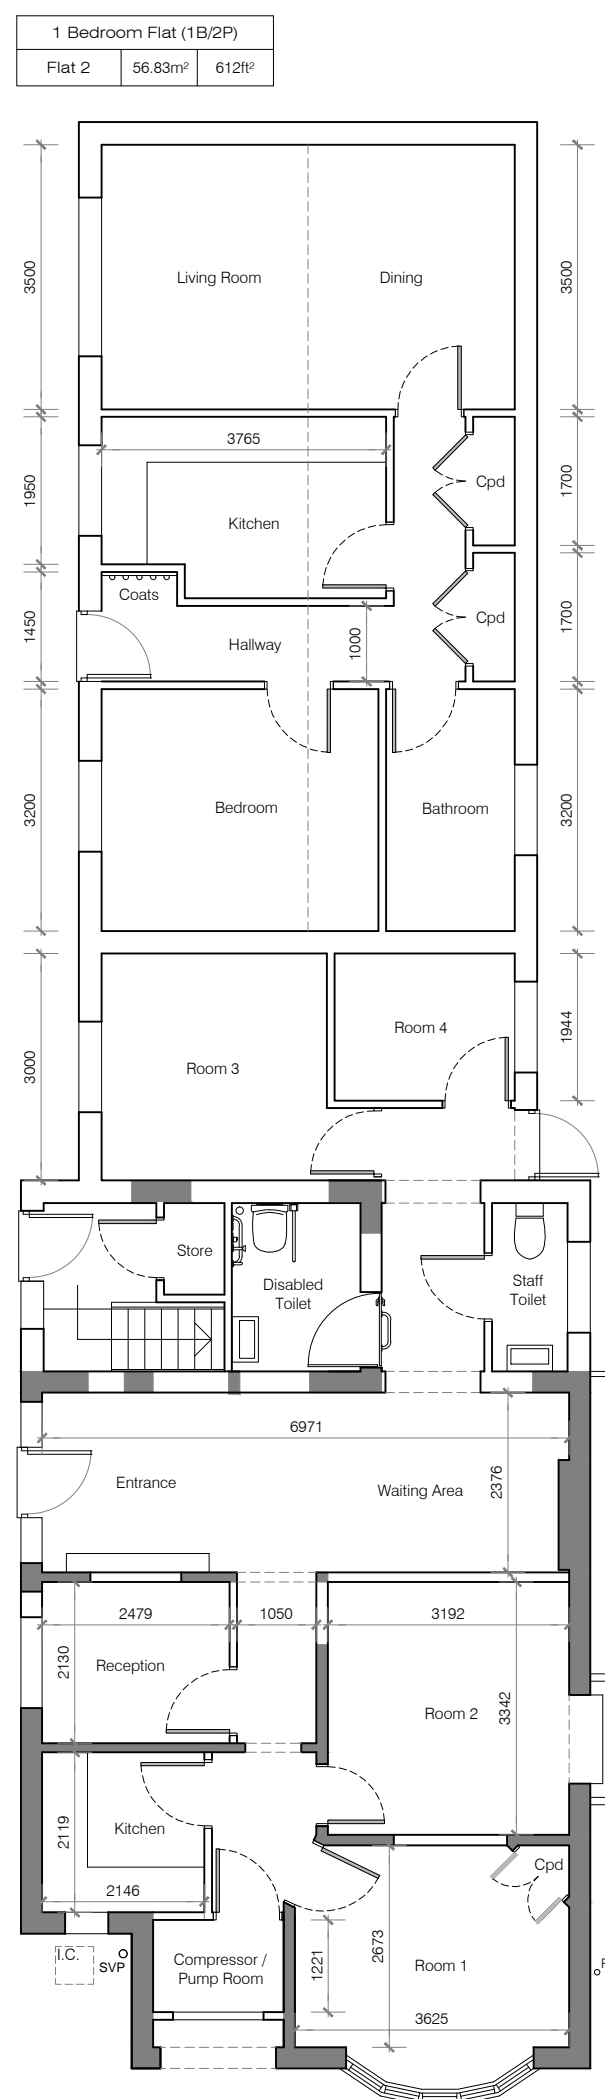 1 Bedroom Flat (1B/2P)
Flat 2 56.83m² 612ft²
3500
Living Room Dining
3500
3765
1950
Kitchen
Cpd
1700
Coats
1450
Hallway
1000
Cpd
1700
3200
Bedroom
Bathroom
3200
3000
Room 3
Room 4
1944
Store
Disabled
Toilet
Staff
Toilet
6971
Entrance
Waiting Area
2376
2479 1050 3192
2130
Reception
Room 2
3342
2119
Kitchen
2146
Cpd
I.C.
SVP
Compressor /
Pump Room
1221
2673
Room 1
3625